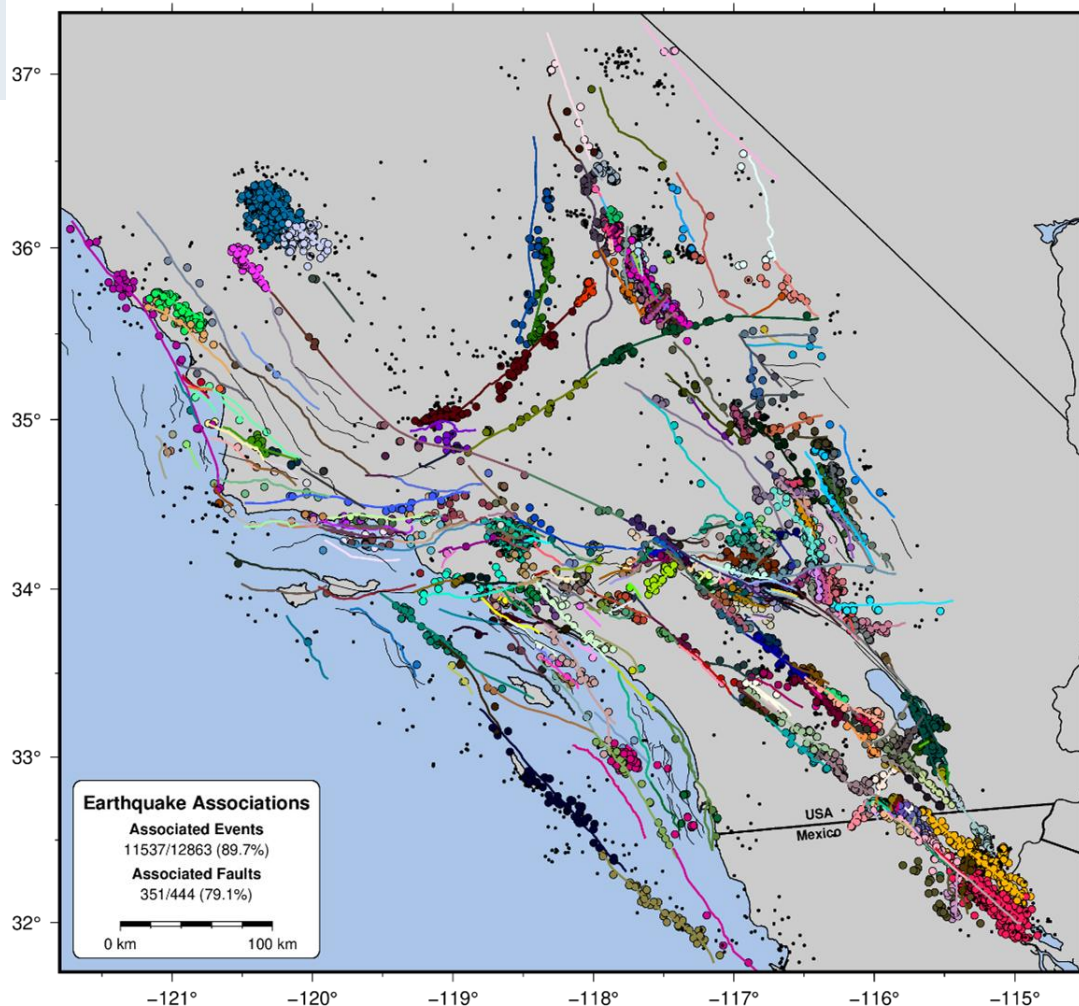 37°
36°
35°
34°
33°
32°
USA
Mexico
Earthquake Associations
Associated Events
11537/12863 (89.7%)
Associated Faults
351/444 (79.1%)
0 km 100 km
−121° −120° −119° −118° −117° −116° −115°